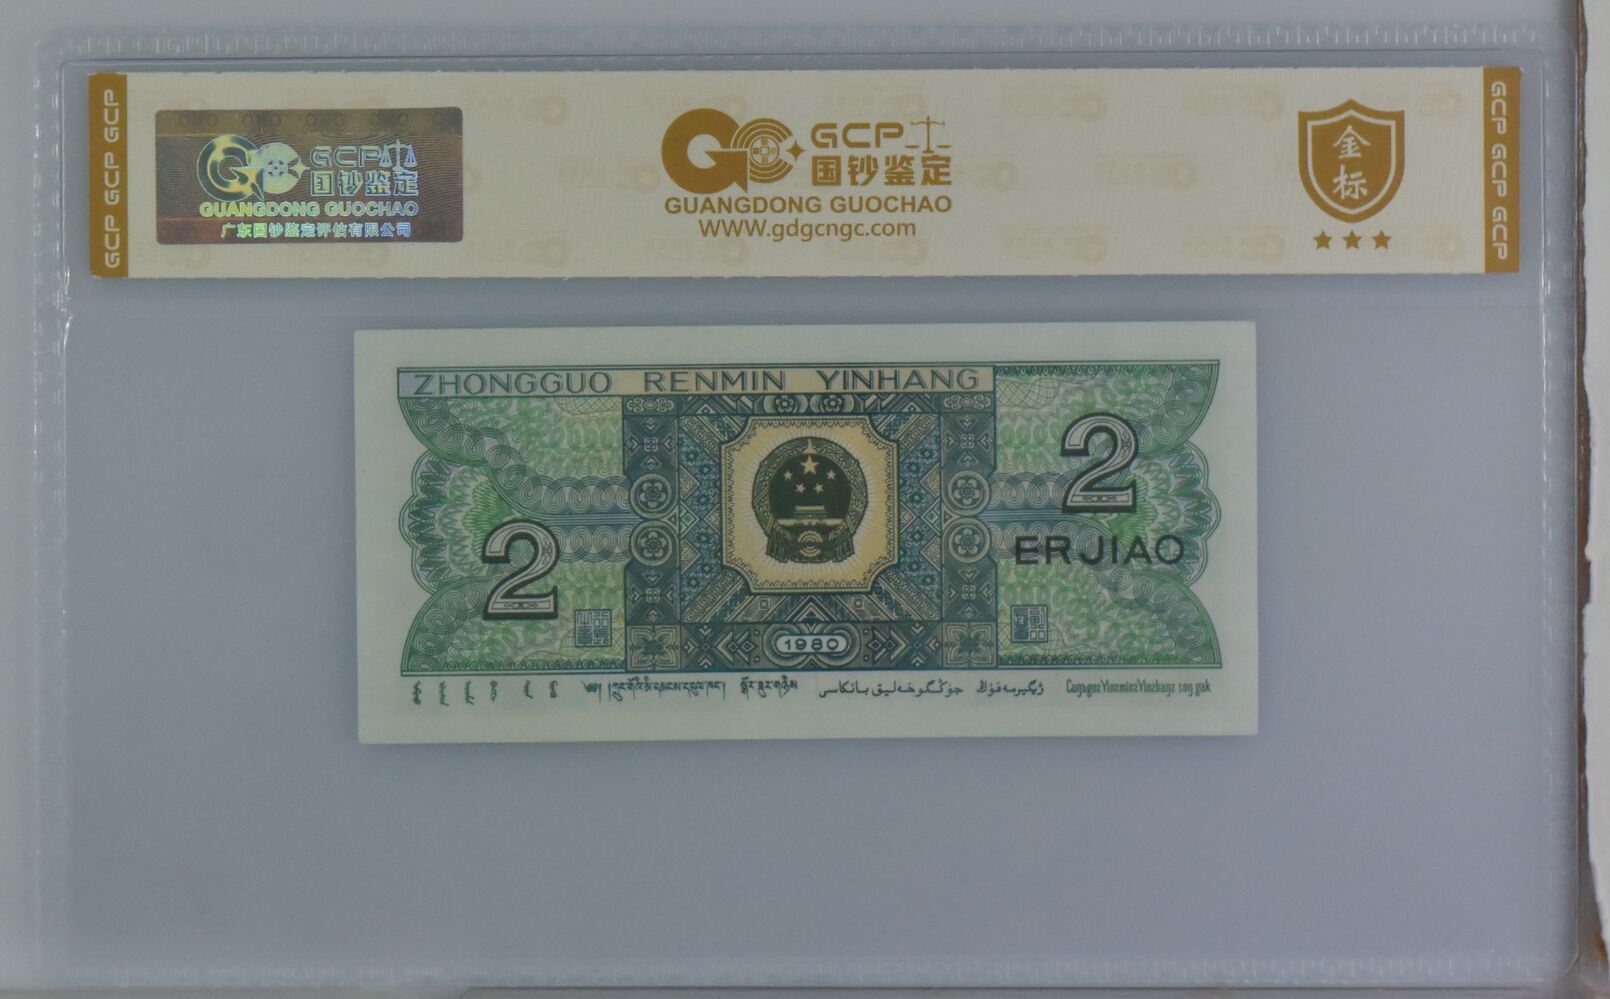 GCP GCP GCP
GCP
国钞鉴定
GUANGDONG GUOCHAO
广东国钞鉴定评估有限公司
GCP
国钞鉴定
GUANGDONG GUOCHAO
WWW.gdgcngc.com
金标
GCP GCP GCP
ZHONGGUO RENMIN YINHANG
2
ERJIAO
2
1980